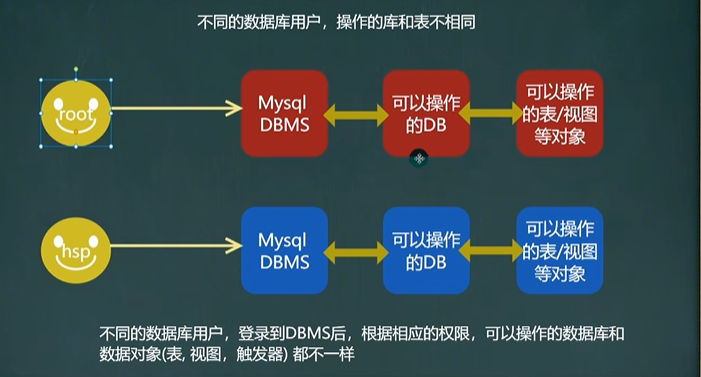 不同的数据库用户，操作的库和表不相同
root
Mysql
DBMS
可以操作
的DB
可以操作
的表/视图
等对象
hsp
Mysql
DBMS
可以操作
的DB
可以操作
的表/视图
等对象
不同的数据库用户，登录到DBMS后，根据相应的权限，可以操作的数据库和
数据对象(表, 视图，触发器) 都不一样